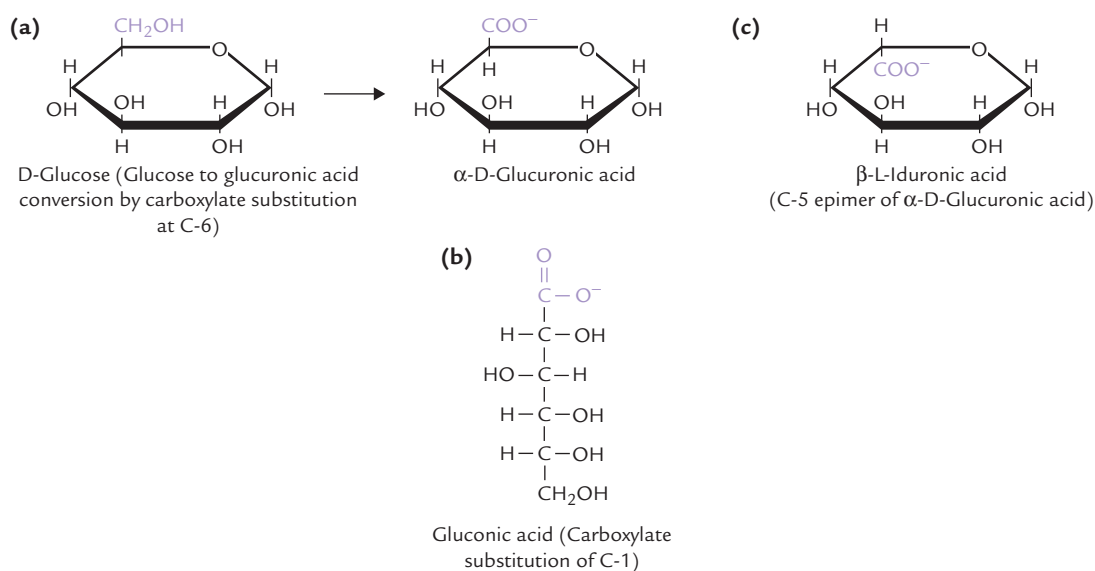 (a)
CH₂OH
O
H
H
OH
H
OH
OH
H
OH
D-Glucose (Glucose to glucuronic acid
conversion by carboxylate substitution
at C-6)
COO⁻
O
H
H
H
OH
H
HO
OH
H
OH
α-D-Glucuronic acid
(c)
H
O
H
H
COO⁻
OH
H
HO
OH
H
OH
β-L-Iduronic acid
(C-5 epimer of α-D-Glucuronic acid)
(b)
O
C–O⁻
H–C–OH
HO–C–H
H–C–OH
H–C–OH
CH₂OH
Gluconic acid (Carboxylate
substitution of C-1)